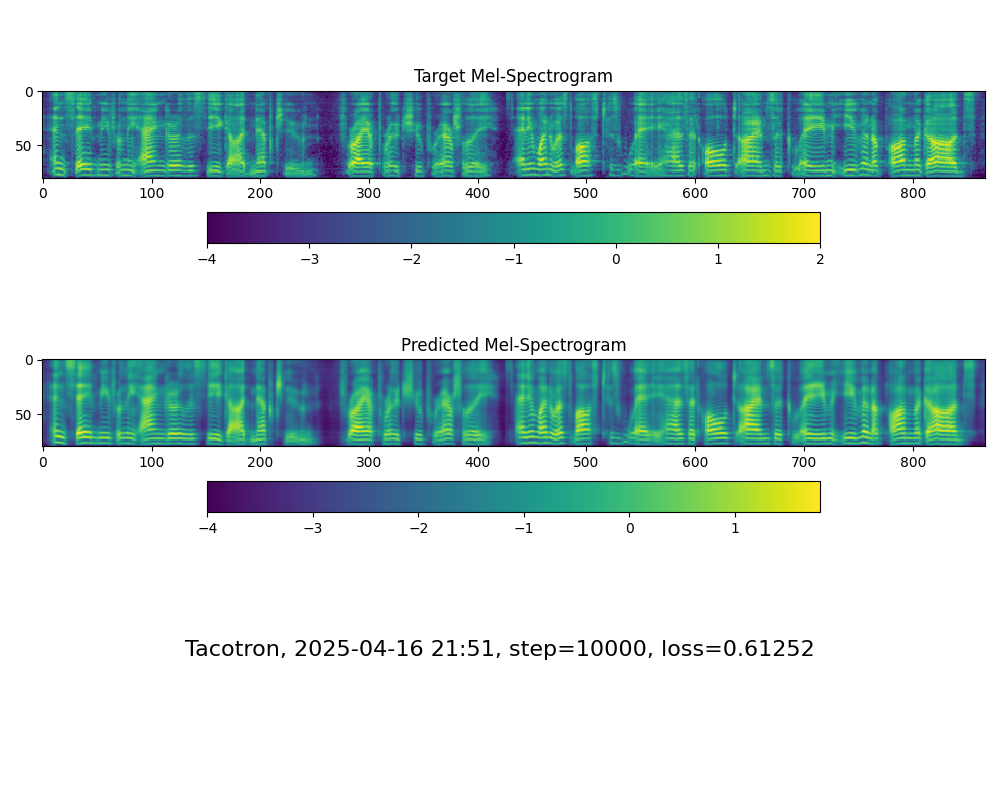 Target Mel-Spectrogram
0
50
0 100 200 300 400 500 600 700 800
−4 −3 −2 −1 0 1 2
Predicted Mel-Spectrogram
0
50
0 100 200 300 400 500 600 700 800
−4 −3 −2 −1 0 1
Tacotron, 2025-04-16 21:51, step=10000, loss=0.61252